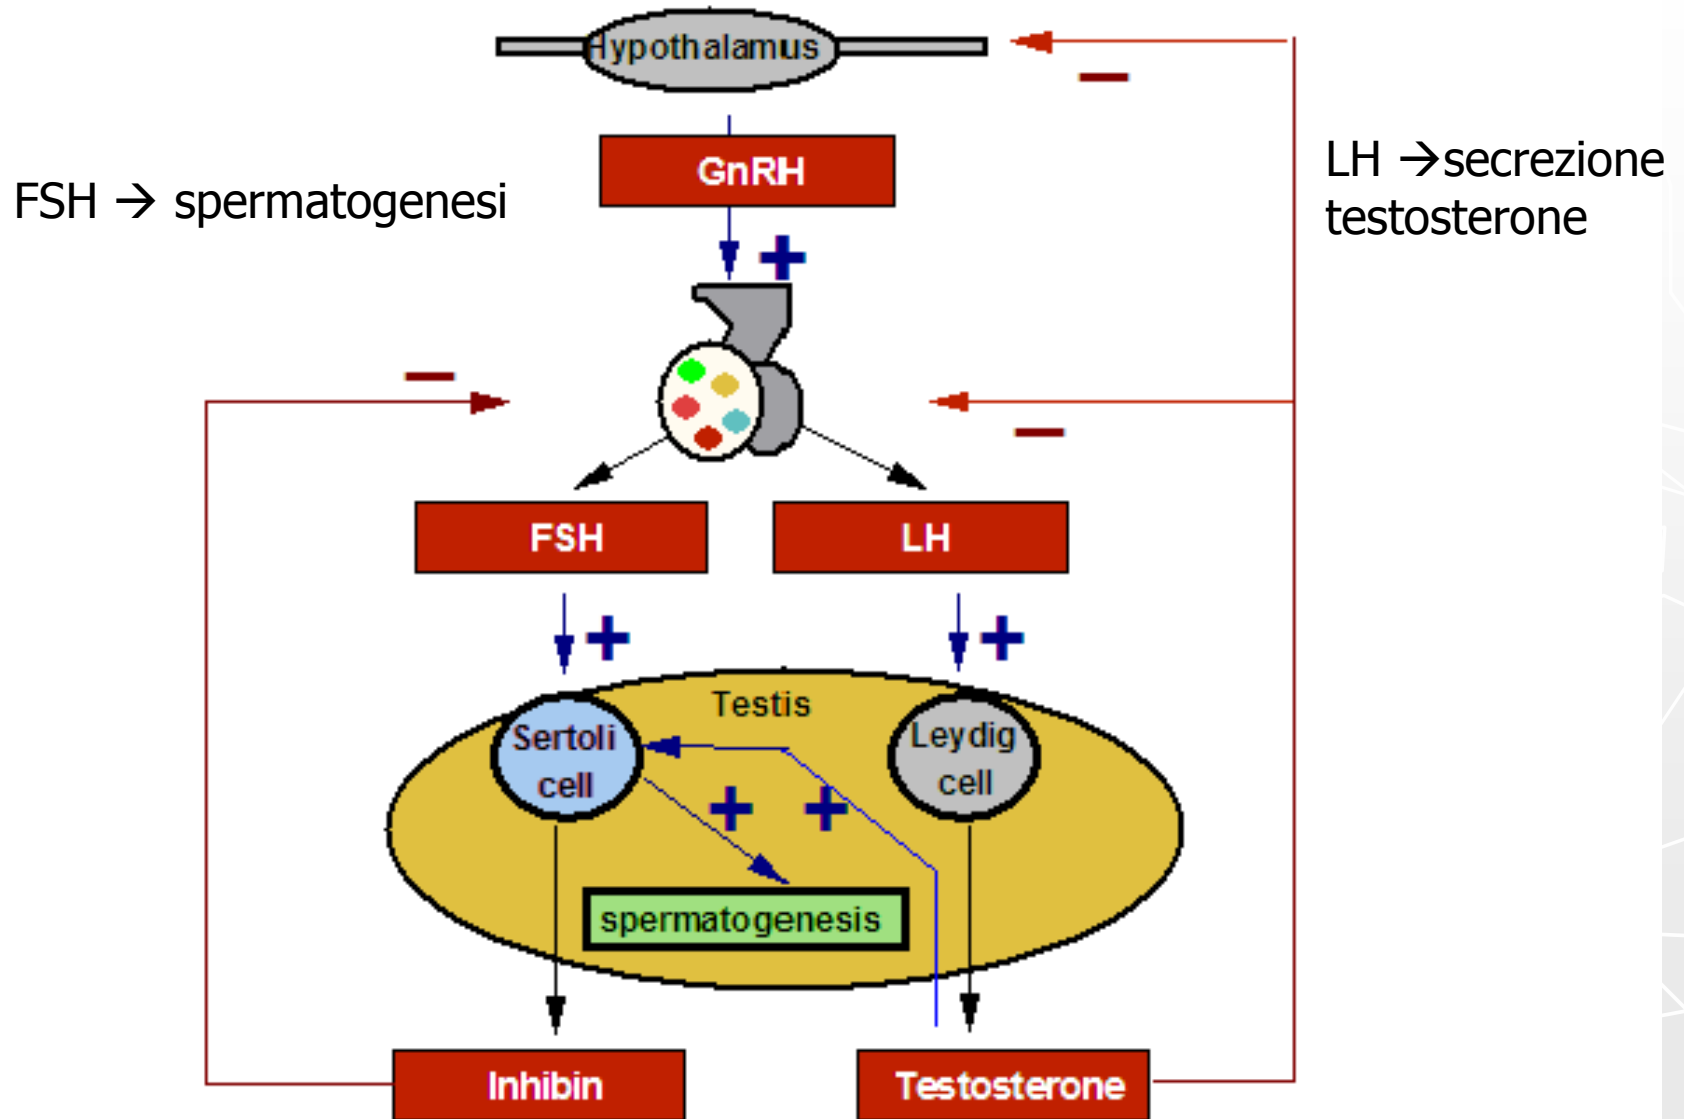 Hypothalamus
GnRH
FSH → spermatogenesi
LH →secrezione
testosterone
+
−
−
−
FSH
LH
+
+
Testis
Sertoli
cell
Leydig
cell
+
+
spermatogenesis
Inhibin
Testosterone